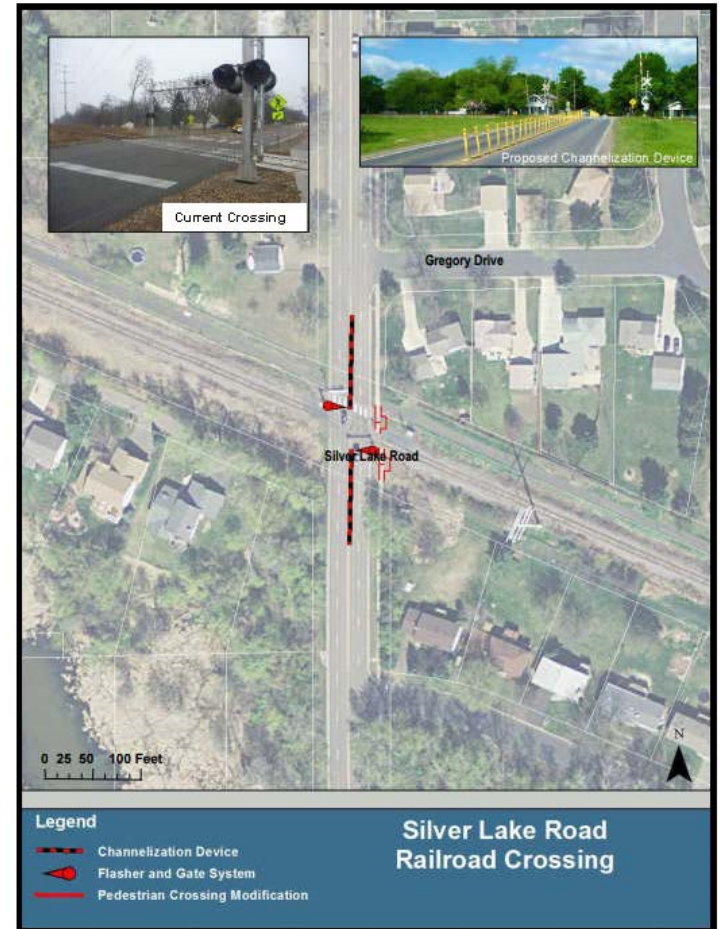 Current Crossing
Proposed Channelization Device
Gregory Drive
Silver Lake Road
N
0 25 50 100 Feet
Legend
Channelization Device
Flasher and Gate System
Pedestrian Crossing Modification
Silver Lake Road
Railroad Crossing